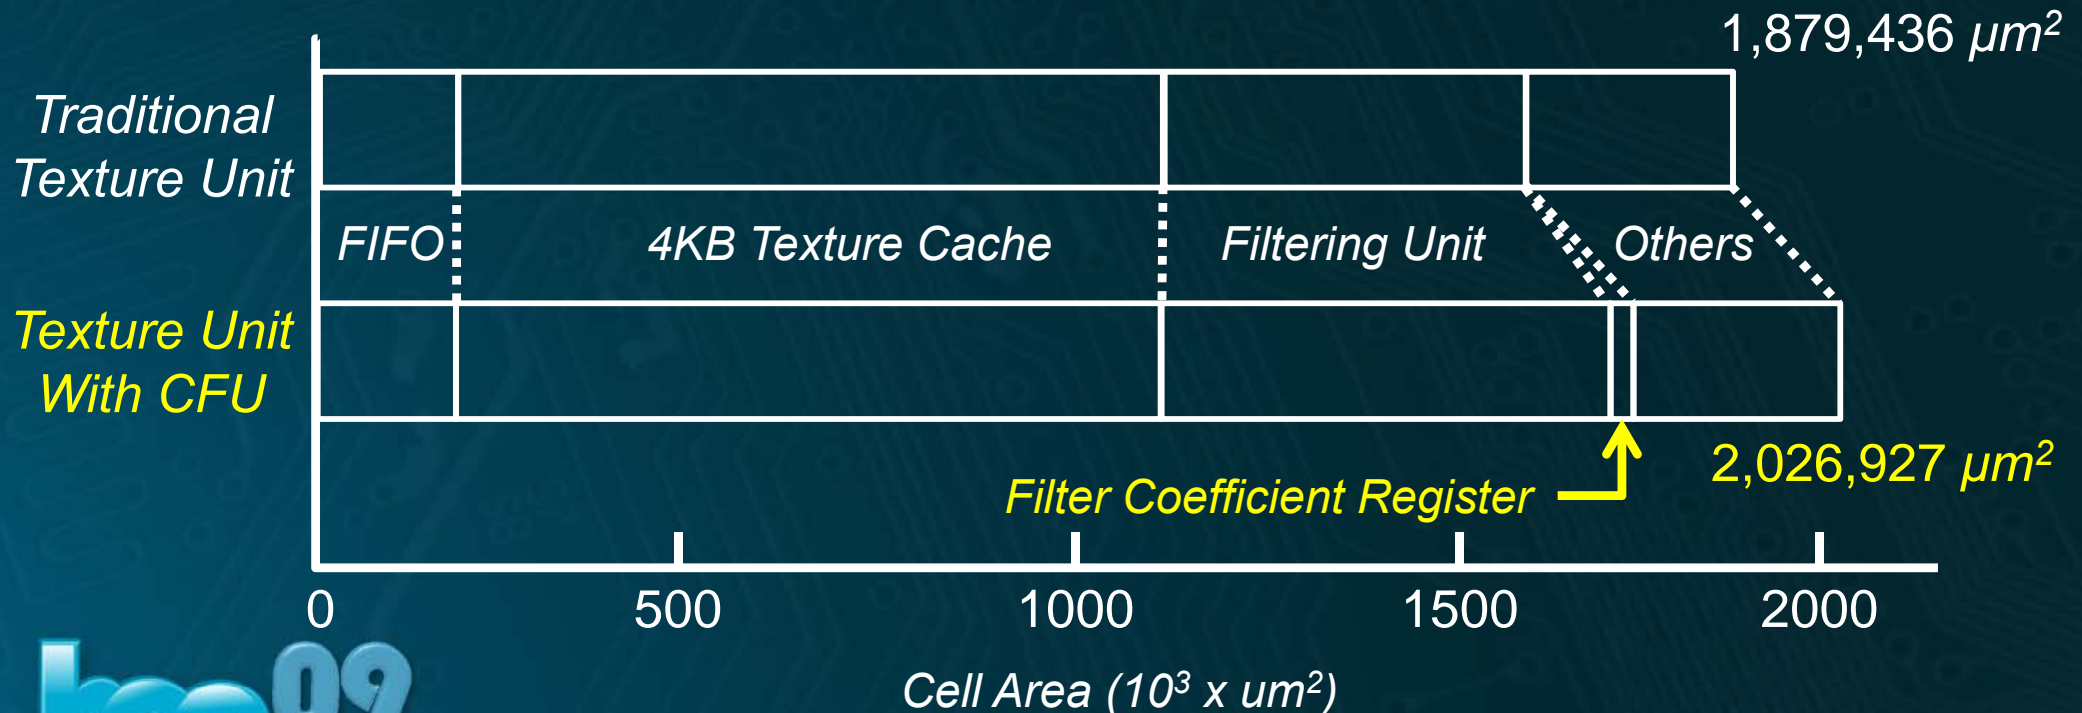 1,879,436 μm²
Traditional
Texture Unit
FIFO
4KB Texture Cache
Filtering Unit
Others
Texture Unit
With CFU
2,026,927 μm²
Filter Coefficient Register
0 500 1000 1500 2000
Cell Area (10³ x um²)
09